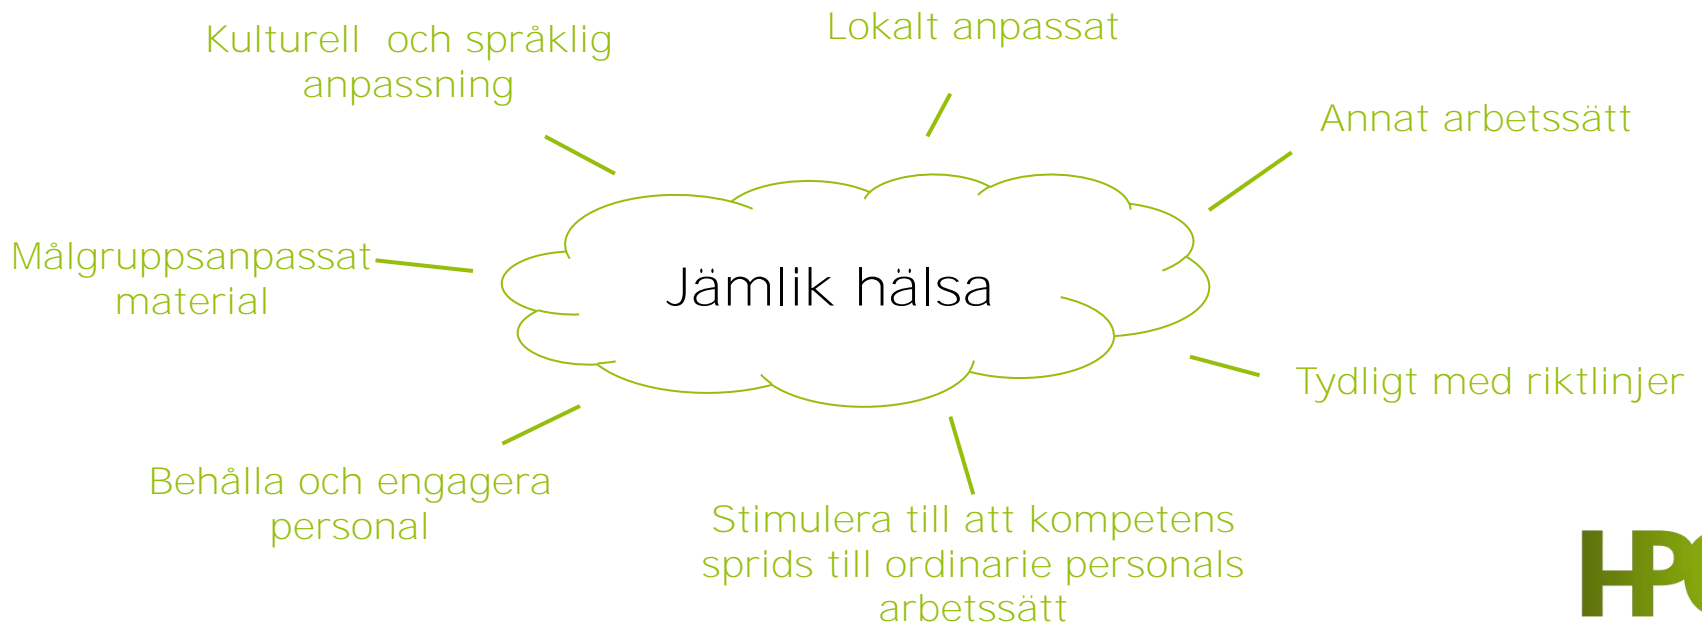 Lokalt anpassat
Kulturell och språklig
anpassning
Annat arbetssätt
Målgruppsanpassat
material
Jämlik hälsa
Tydligt med riktlinjer
Behålla och engagera
personal
Stimulera till att kompetens
sprids till ordinarie personals
arbetssätt